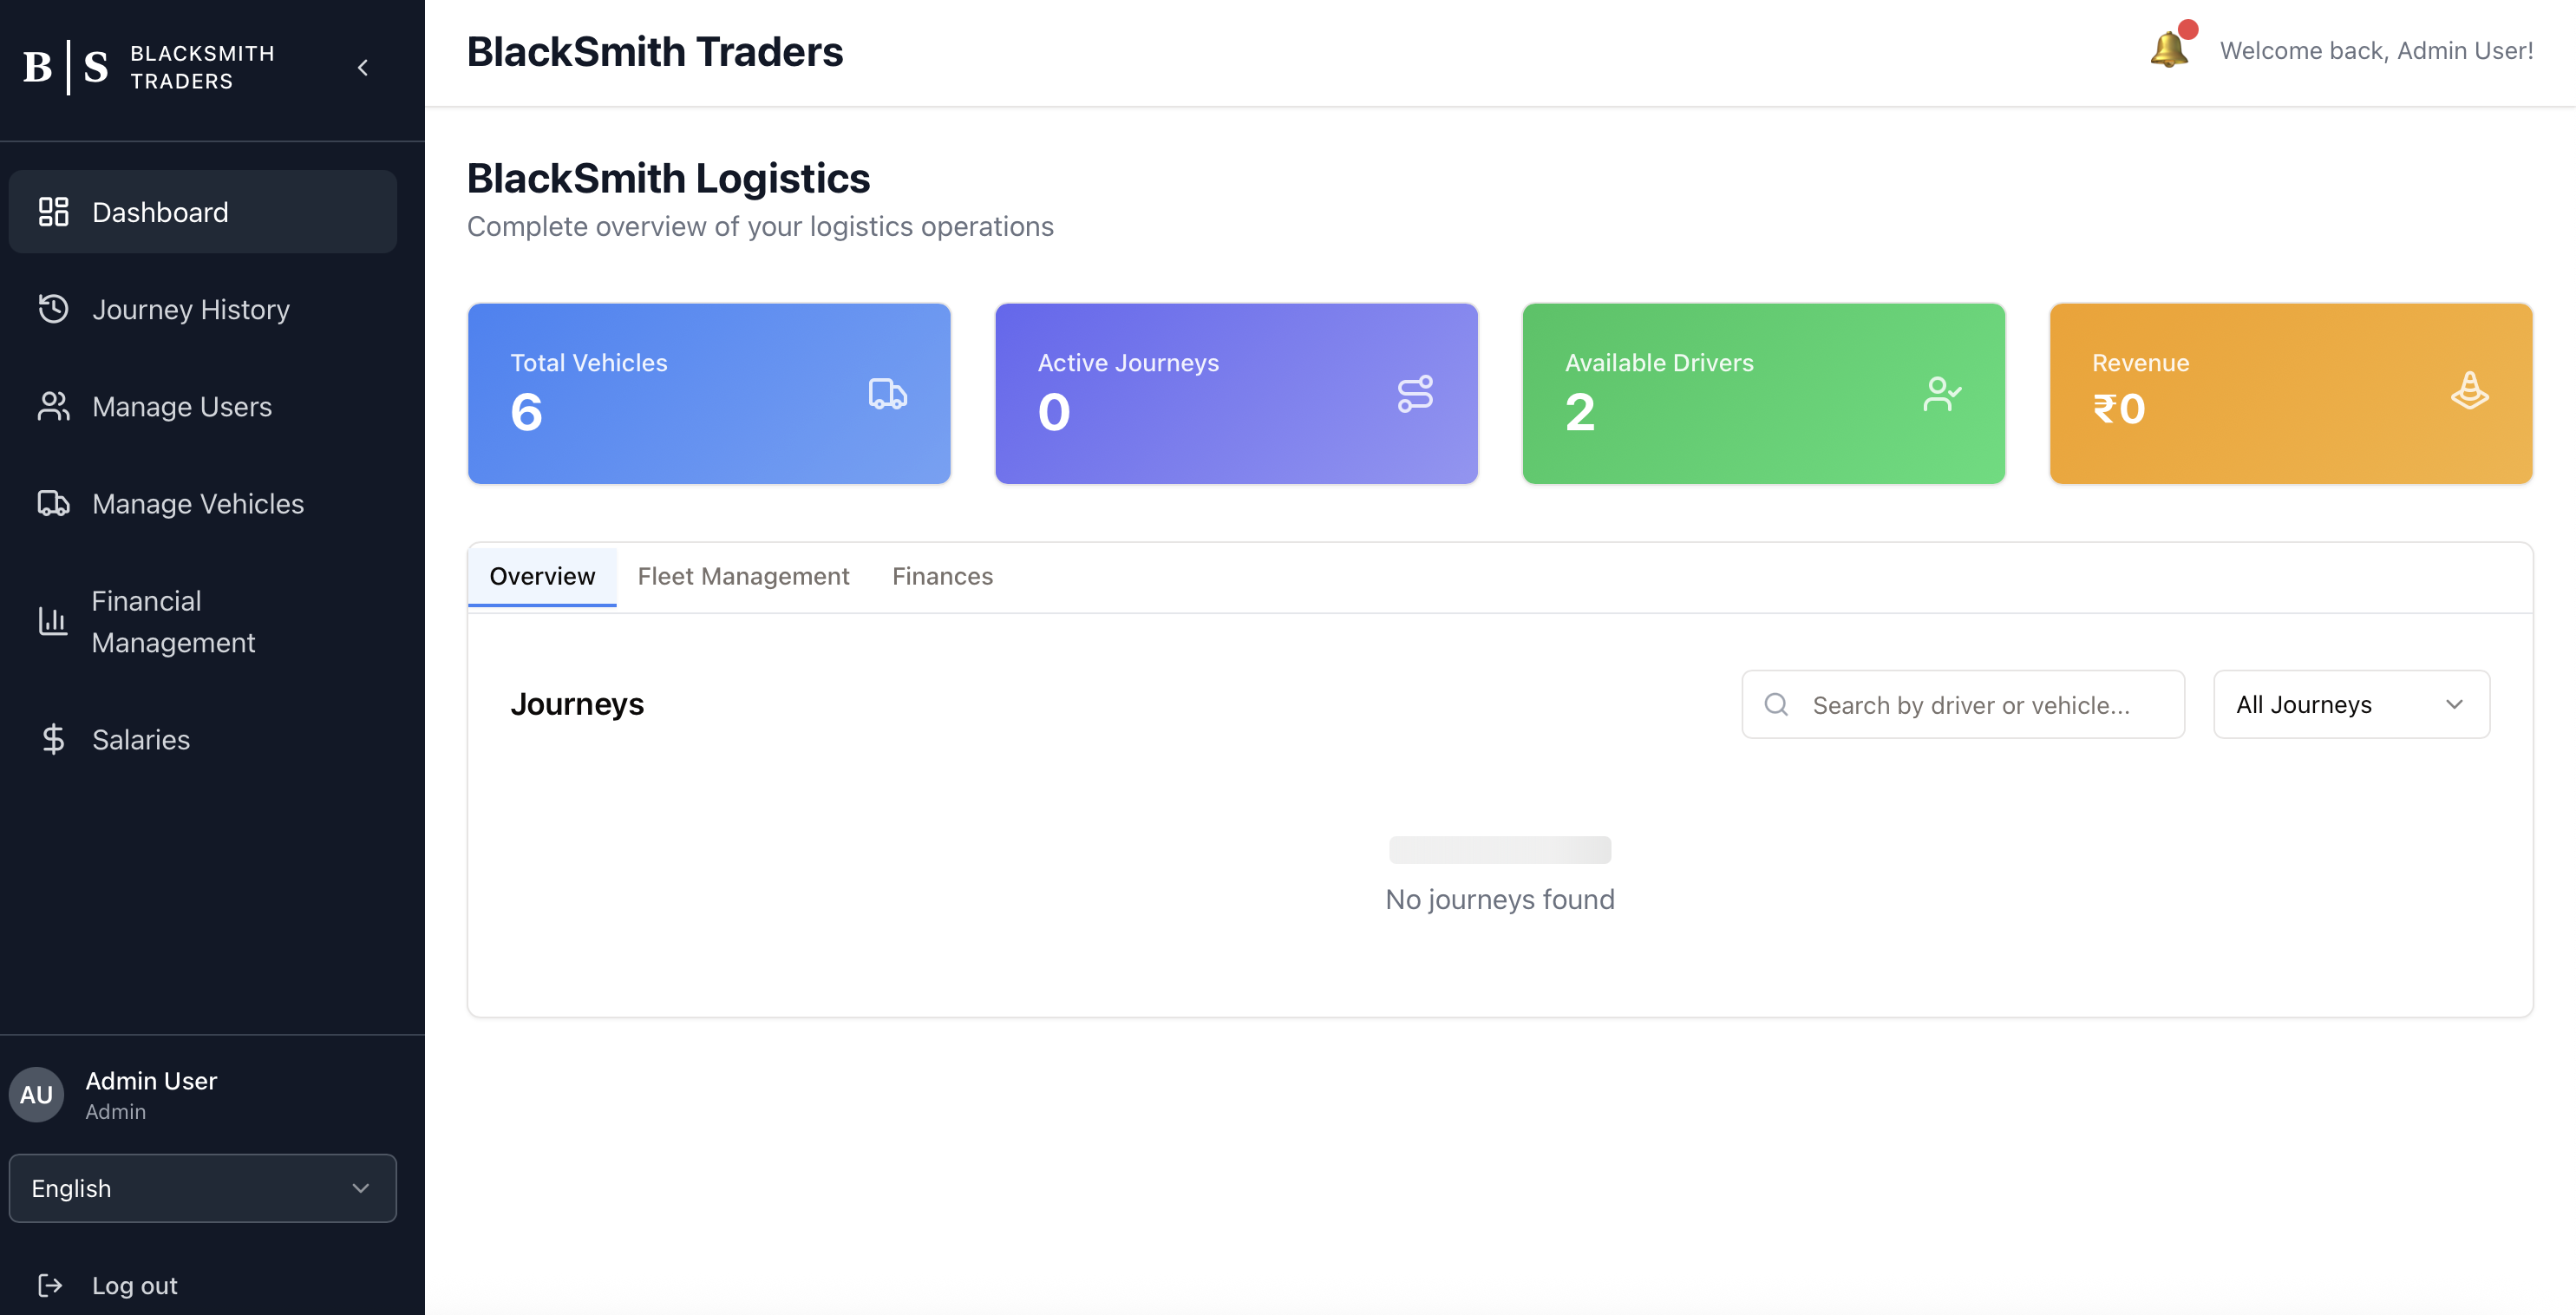 B|S
BLACKSMITH
TRADERS
Dashboard
Journey History
Manage Users
Manage Vehicles
Financial
Management
Salaries
AU
Admin User
Admin
English
Log out
BlackSmith Traders
Welcome back, Admin User!
BlackSmith Logistics
Complete overview of your logistics operations
Total Vehicles
6
Active Journeys
0
Available Drivers
2
Revenue
₹0
Overview
Fleet Management
Finances
Journeys
Search by driver or vehicle...
All Journeys
No journeys found